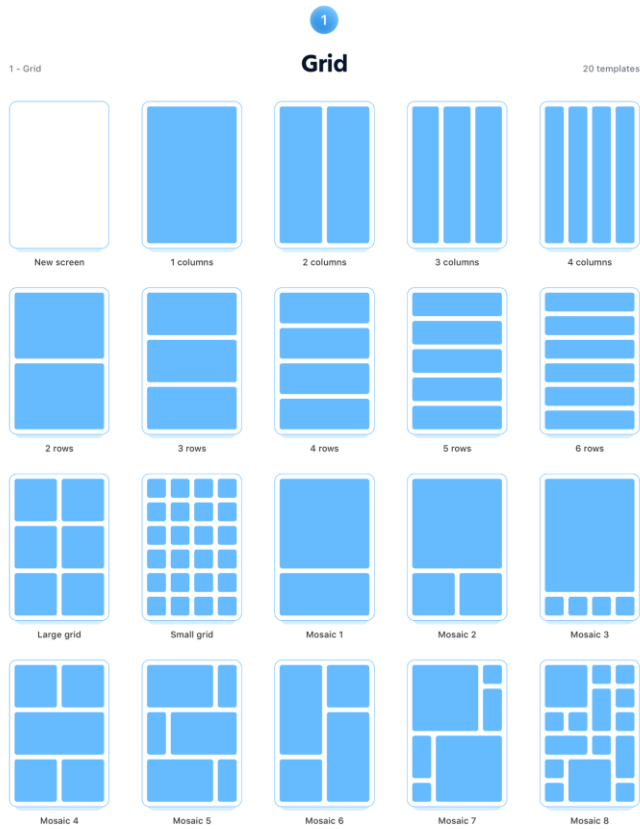 1
1 - Grid
Grid
20 templates
New screen
1 columns
2 columns
3 columns
4 columns
2 rows
3 rows
4 rows
5 rows
6 rows
Large grid
Small grid
Mosaic 1
Mosaic 2
Mosaic 3
Mosaic 4
Mosaic 5
Mosaic 6
Mosaic 7
Mosaic 8